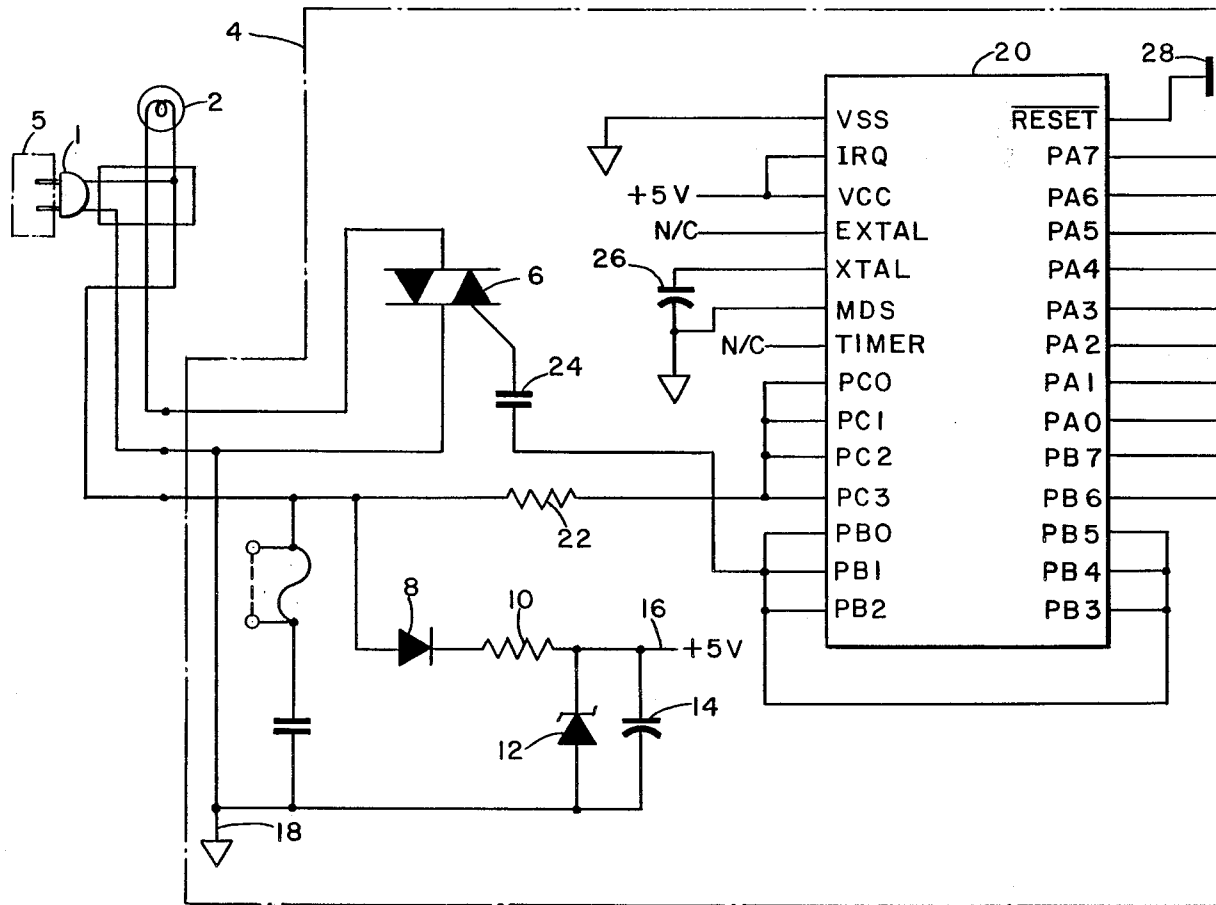 4
20
28
2
5
1
VSS
RESET
IRQ
PA7
+5V
VCC
PA6
N/C
EXTAL
PA5
26
XTAL
PA4
6
MDS
PA3
N/C
TIMER
PA2
24
PC0
PA1
PC1
PA0
PC2
PB7
PC3
PB6
22
PB0
PB5
PB1
PB4
8
10
PB2
PB3
16
+5V
14
12
18